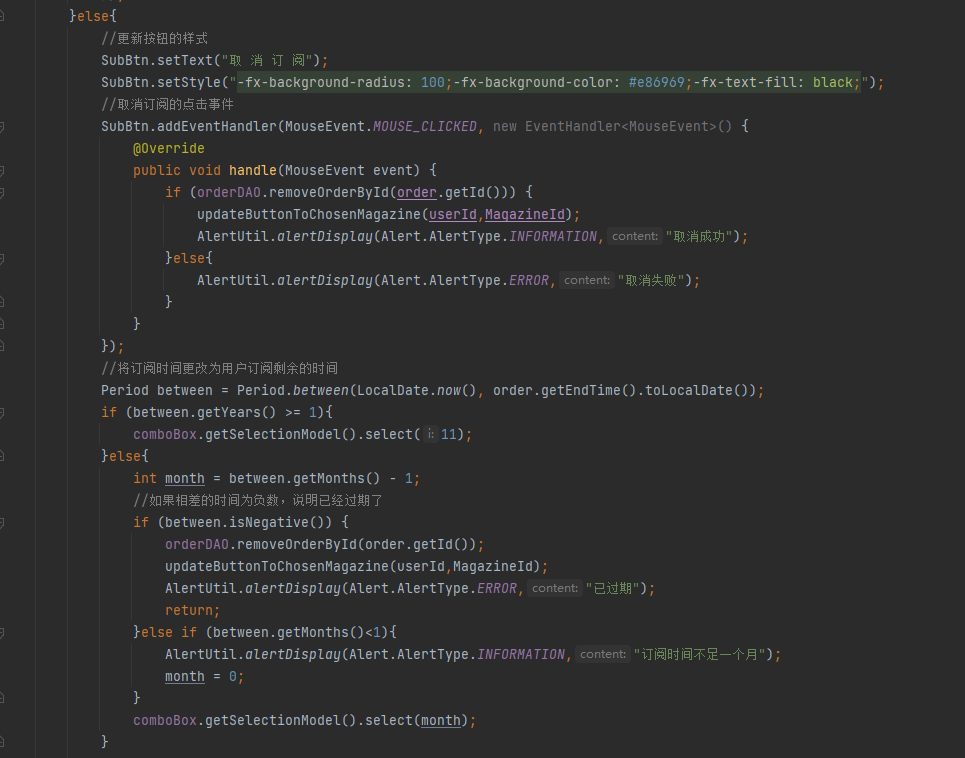 }else{
//更新按钮的样式
SubBtn.setText("取 消 订 阅");
SubBtn.setStyle("-fx-background-radius: 100;-fx-background-color: #e86969;-fx-text-fill: black;");
//取消订阅的点击事件
SubBtn.addEventHandler(MouseEvent.MOUSE_CLICKED, new EventHandler<MouseEvent>() {
@Override
public void handle(MouseEvent event) {
if (orderDAO.removeOrderById(order.getId())) {
updateButtonToChosenMagazine(userId,MagazineId);
AlertUtil.alertDisplay(Alert.AlertType.INFORMATION, content: "取消成功");
}else{
AlertUtil.alertDisplay(Alert.AlertType.ERROR, content: "取消失败");
}
}
});
//将订阅时间更改为用户订阅剩余的时间
Period between = Period.between(LocalDate.now(), order.getEndTime().toLocalDate());
if (between.getYears() >= 1){
comboBox.getSelectionModel().select( i: 11);
}else{
int month = between.getMonths() - 1;
//如果相差的时间为负数，说明已经过期了
if (between.isNegative()) {
orderDAO.removeOrderById(order.getId());
updateButtonToChosenMagazine(userId,MagazineId);
AlertUtil.alertDisplay(Alert.AlertType.ERROR, content: "已过期");
return;
}else if (between.getMonths()<1){
AlertUtil.alertDisplay(Alert.AlertType.INFORMATION, content: "订阅时间不足一个月");
month = 0;
}
comboBox.getSelectionModel().select(month);
}